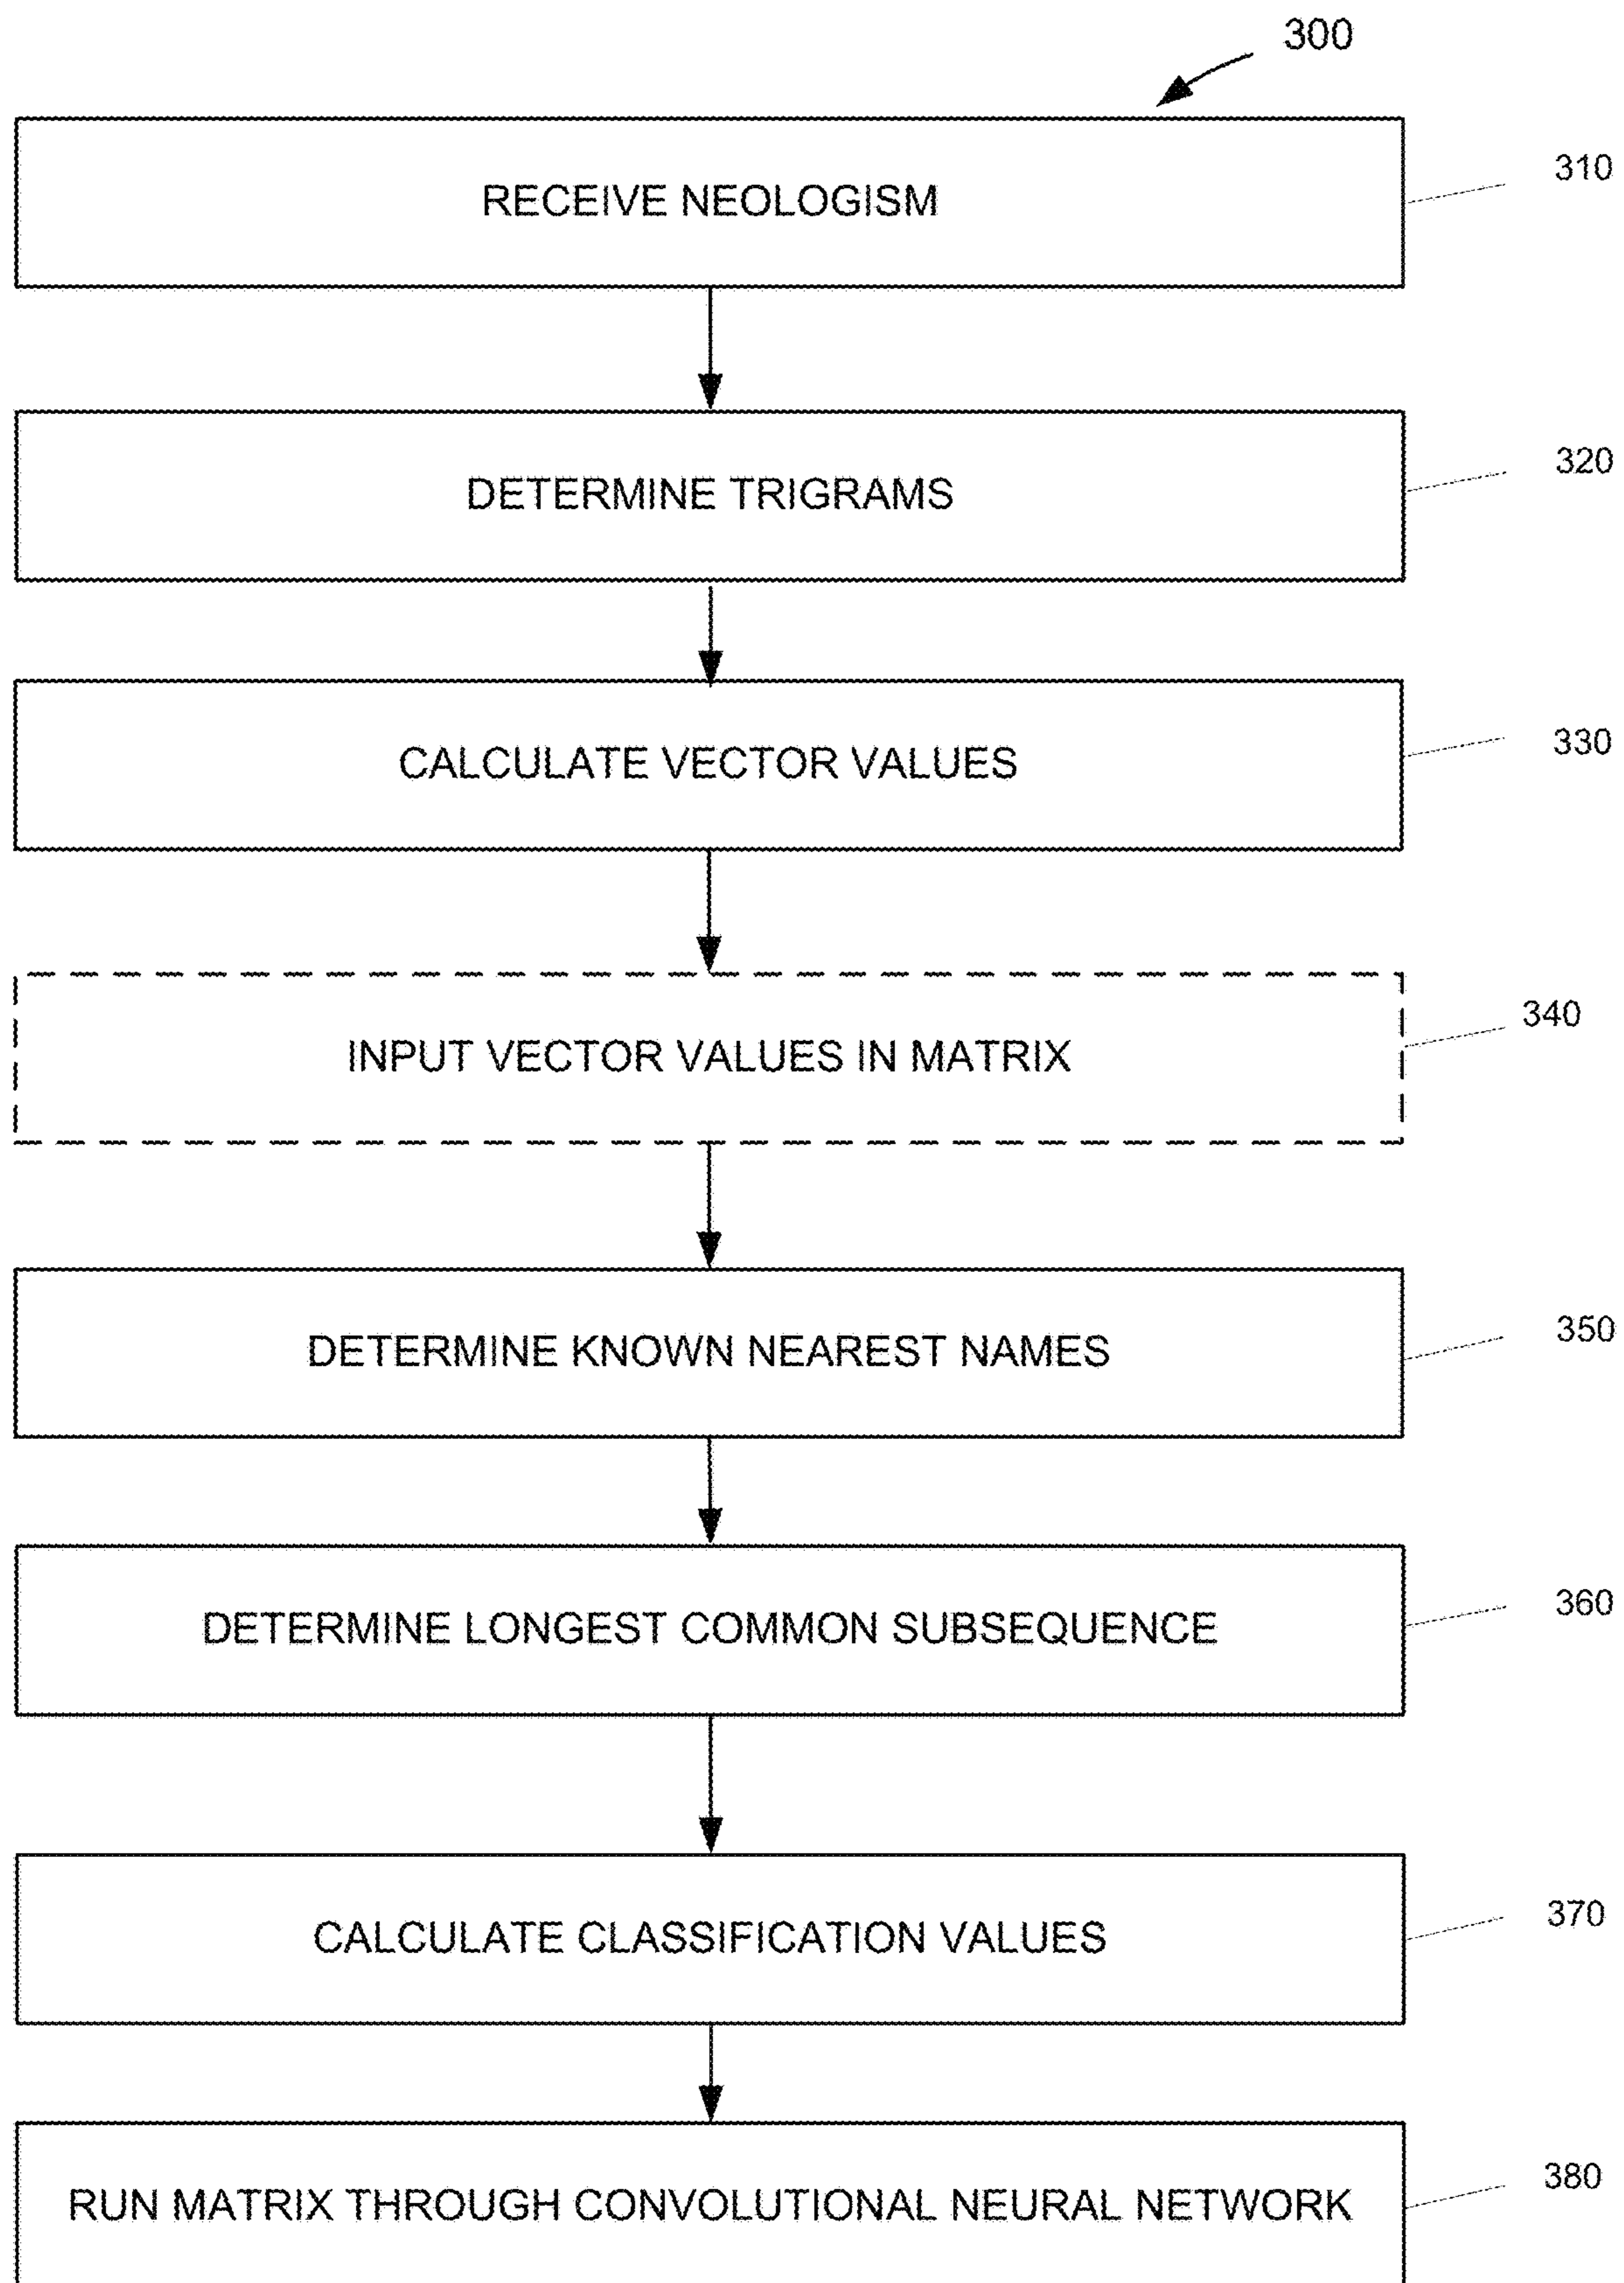 300
RECEIVE NEOLOGISM
310
DETERMINE TRIGRAMS
320
CALCULATE VECTOR VALUES
330
INPUT VECTOR VALUES IN MATRIX
340
DETERMINE KNOWN NEAREST NAMES
350
DETERMINE LONGEST COMMON SUBSEQUENCE
360
CALCULATE CLASSIFICATION VALUES
370
RUN MATRIX THROUGH CONVOLUTIONAL NEURAL NETWORK
380